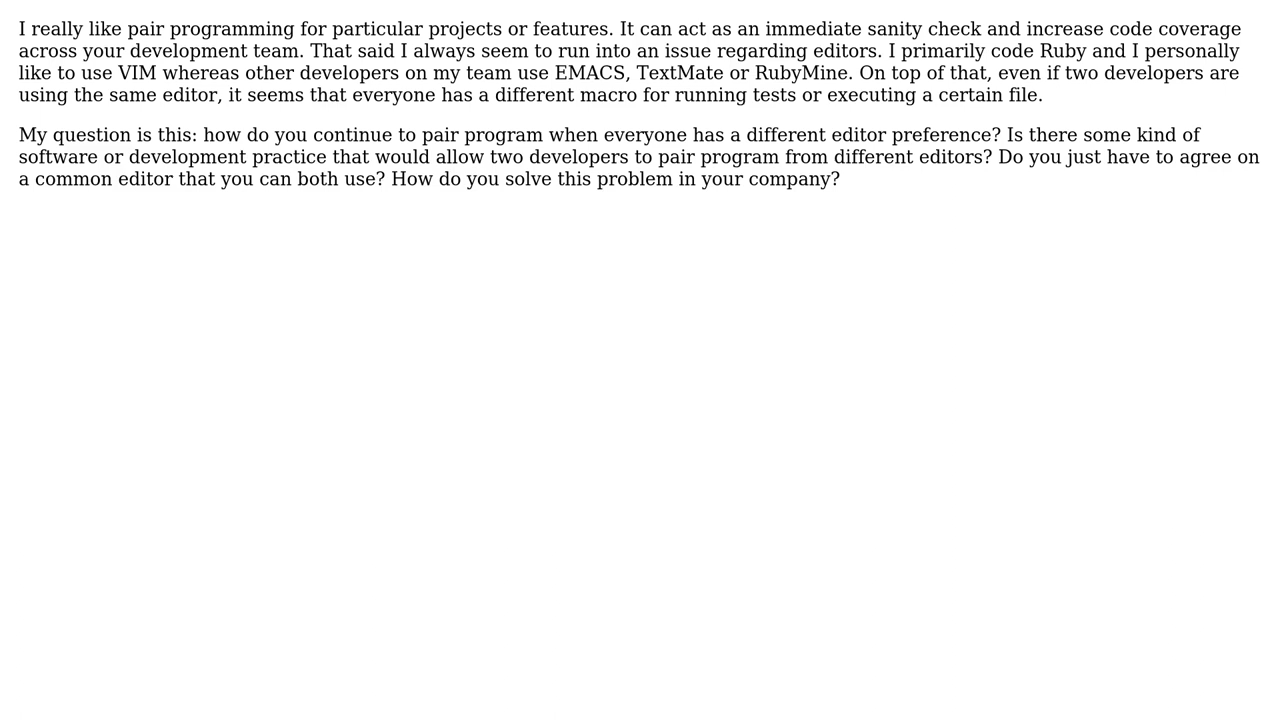 I really like pair programming for particular projects or features. It can act as an immediate sanity check and increase code coverage
across your development team. That said I always seem to run into an issue regarding editors. I primarily code Ruby and I personally
like to use VIM whereas other developers on my team use EMACS, TextMate or RubyMine. On top of that, even if two developers are
using the same editor, it seems that everyone has a different macro for running tests or executing a certain file.
My question is this: how do you continue to pair program when everyone has a different editor preference? Is there some kind of
software or development practice that would allow two developers to pair program from different editors? Do you just have to agree on
a common editor that you can both use? How do you solve this problem in your company?